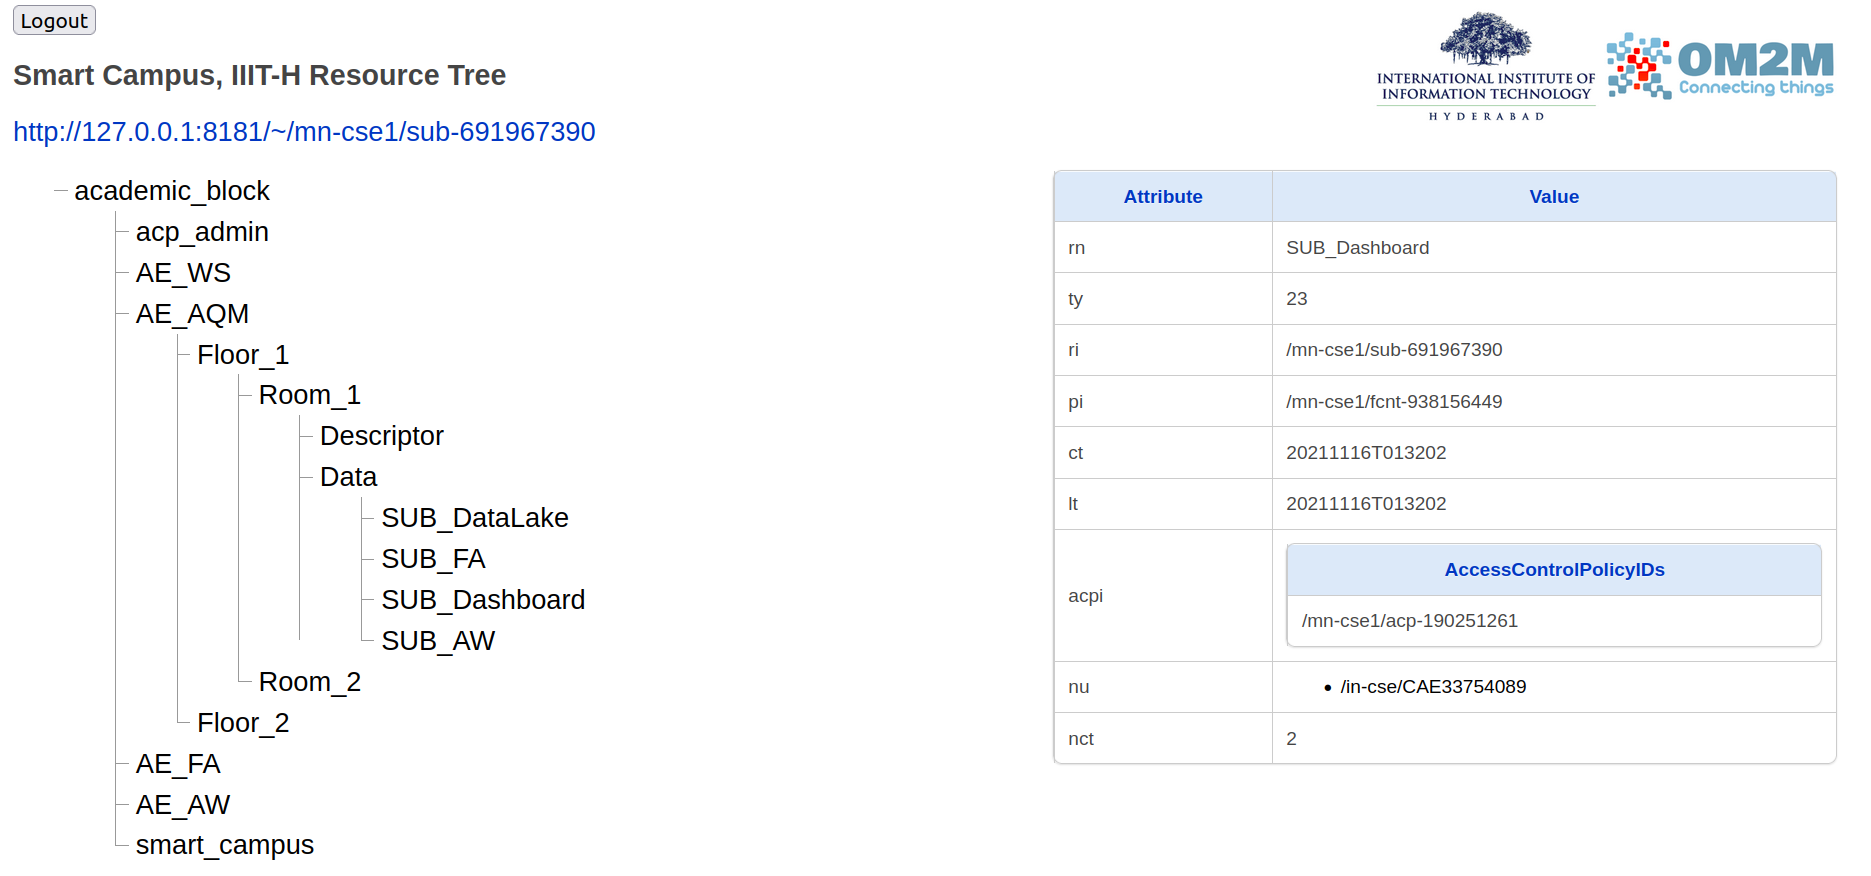 Logout
Smart Campus, IIIT-H Resource Tree
http://127.0.0.1:8181/~/mn-cse1/sub-691967390
INTERNATIONAL INSTITUTE OF
INFORMATION TECHNOLOGY
HYDERABAD
OM2M
Connecting things
academic_block
acp_admin
AE_WS
AE_AQM
Floor_1
Room_1
Descriptor
Data
SUB_DataLake
SUB_FA
SUB_Dashboard
SUB_AW
Room_2
Floor_2
AE_FA
AE_AW
smart_campus
Attribute Value
rn SUB_Dashboard
ty 23
ri /mn-cse1/sub-691967390
pi /mn-cse1/fcnt-938156449
ct 20211116T013202
lt 20211116T013202
acpi
AccessControlPolicyIDs
/mn-cse1/acp-190251261
nu • /in-cse/CAE33754089
nct 2